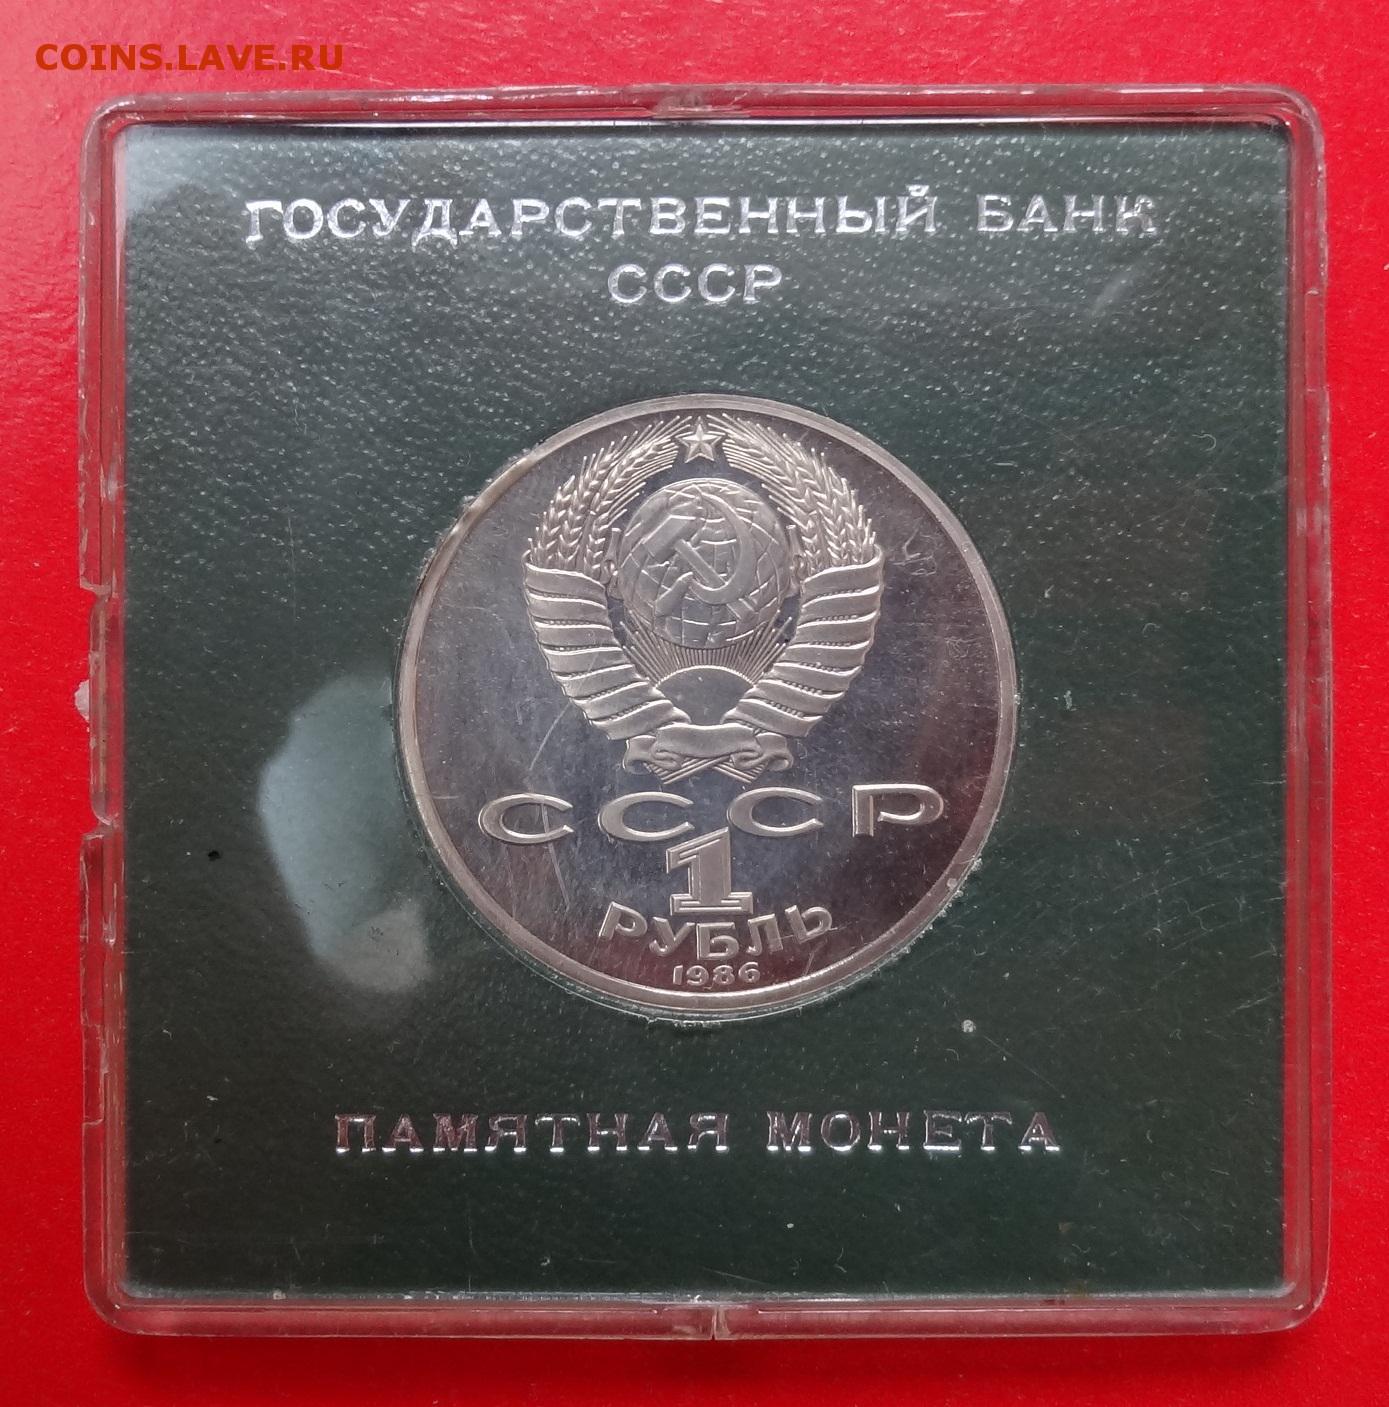 COINS.LAVE.RU
ГОСУДАРСТВЕННЫЙ БАНК
СССР
СССР
1
РУБЛЬ
1986
ПАМЯТНАЯ МОНЕТА